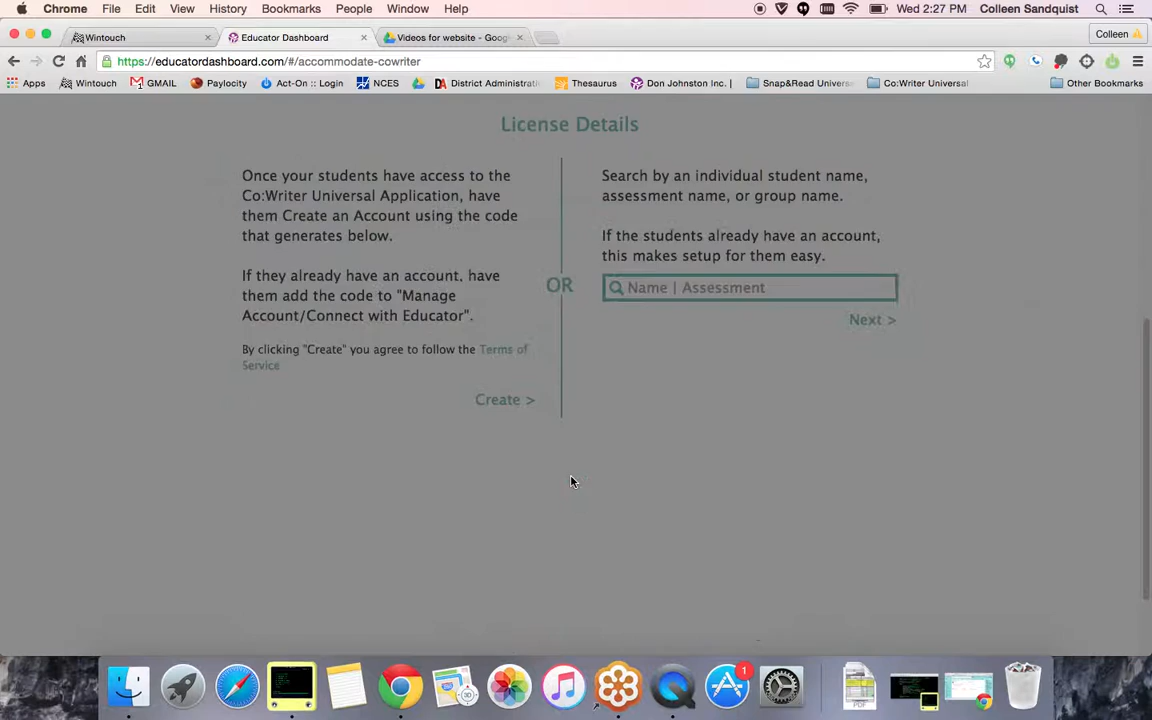 Chrome File Edit View History Bookmarks People Window Help Wed 2:27 PM Colleen Sandquist
Wintouch Educator Dashboard Videos for website - Goog Colleen
https://educatordashboard.com/#/accommodate-cowriter
Apps Wintouch GMAIL Paylocity Act-On :: Login NCES District Administrati Thesaurus Don Johnston Inc. | Snap&Read Univers Co:Writer Universal Other Bookmarks
License Details
Once your students have access to the
Co:Writer Universal Application, have
them Create an Account using the code
that generates below.
If they already have an account, have
them add the code to "Manage
Account/Connect with Educator".
By clicking "Create" you agree to follow the Terms of
Service
Create >
OR
Search by an individual student name,
assessment name, or group name.
If the students already have an account,
this makes setup for them easy.
Name | Assessment
Next >
3D
1
PDF